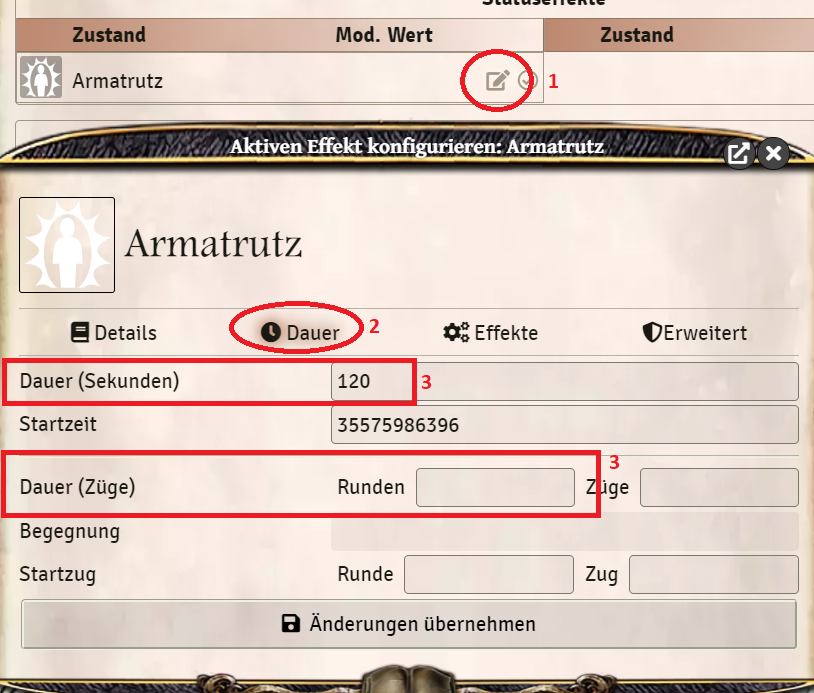 Statuseffekte
Zustand Mod. Wert Zustand
Armatrutz 1
Aktiven Effekt konfigurieren: Armatrutz
Armatrutz
Details Dauer 2 Effekte Erweitert
Dauer (Sekunden) 120 3
Startzeit 35575986396
3
Dauer (Züge) Runden Züge
Begegnung
Startzug Runde Zug
Änderungen übernehmen